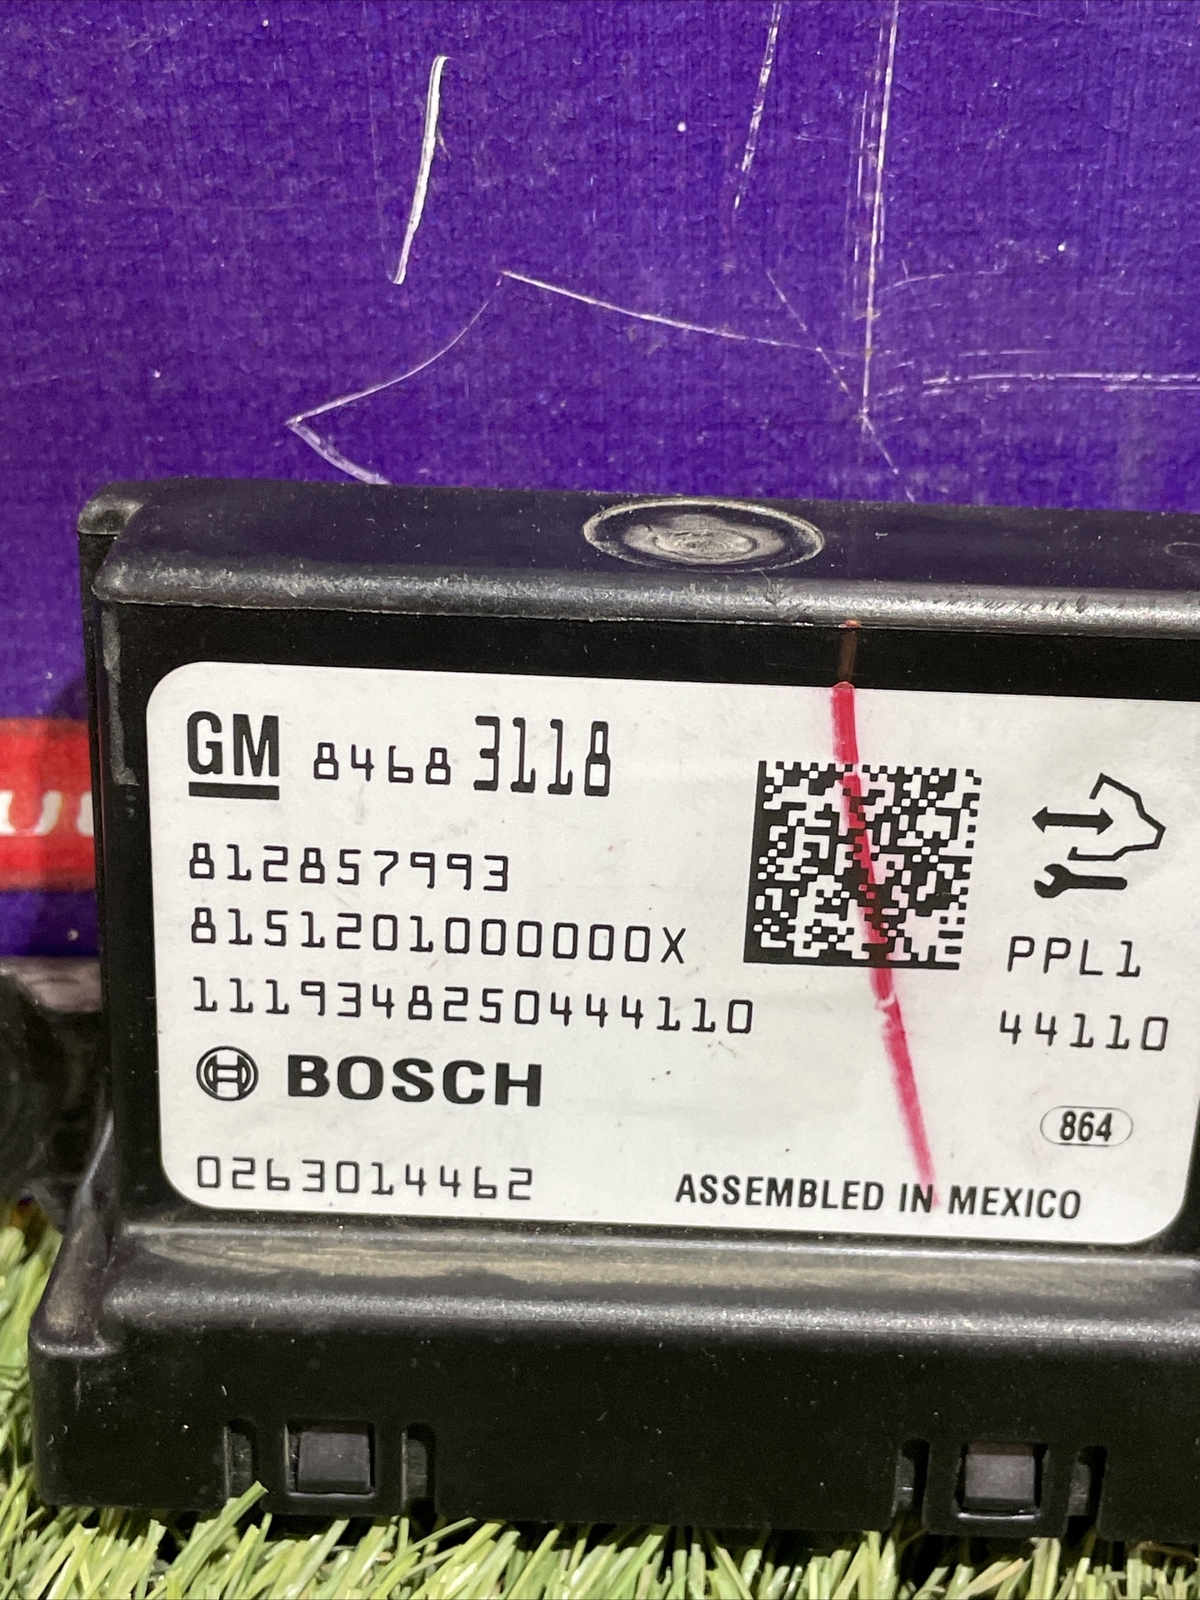 GM 84683118
812857993
8151201000000X
1119348250444110
PPL1
44110
BOSCH
864
0263014462
ASSEMBLED IN MEXICO